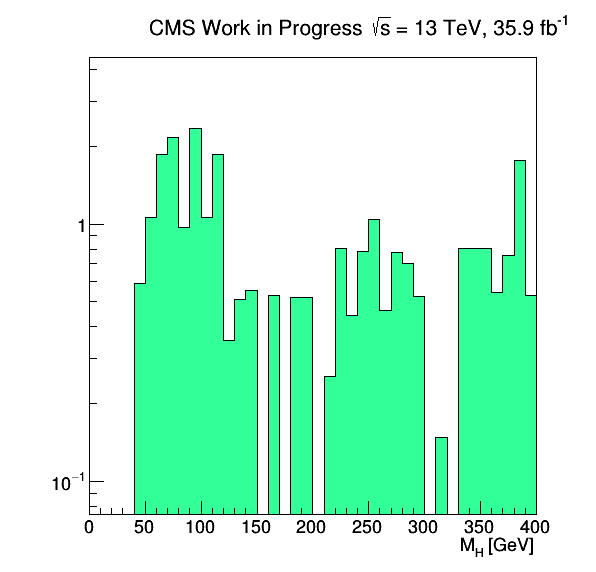 CMS Work in Progress √s = 13 TeV, 35.9 fb⁻¹
1
10⁻¹
0 50 100 150 200 250 300 350 400
M_H [GeV]